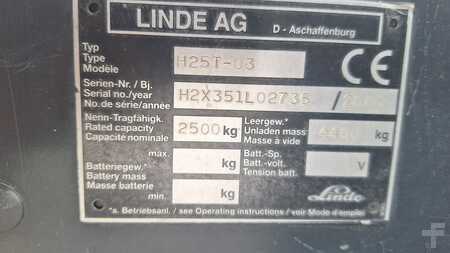 LINDE AG D - Aschaffenburg
Typ
Type H25T-03
Modèle
CE
Serien-Nr. / Bj.
Serial no./year H2X351L02735 /
No. de série/année
Nenn-Tragfähigk. Leergew.*
Rated capacity 2500 kg Unladen mass kg
Capacité nominale Masse à vide
max. kg
Batteriegew.* Batt.-Sp.
Battery mass Batt.-volt. V
Masse batterie Tension batt.
min. kg
Linde
*a. Betriebsanl. / see Operating instructions / voir Mode d'emploi